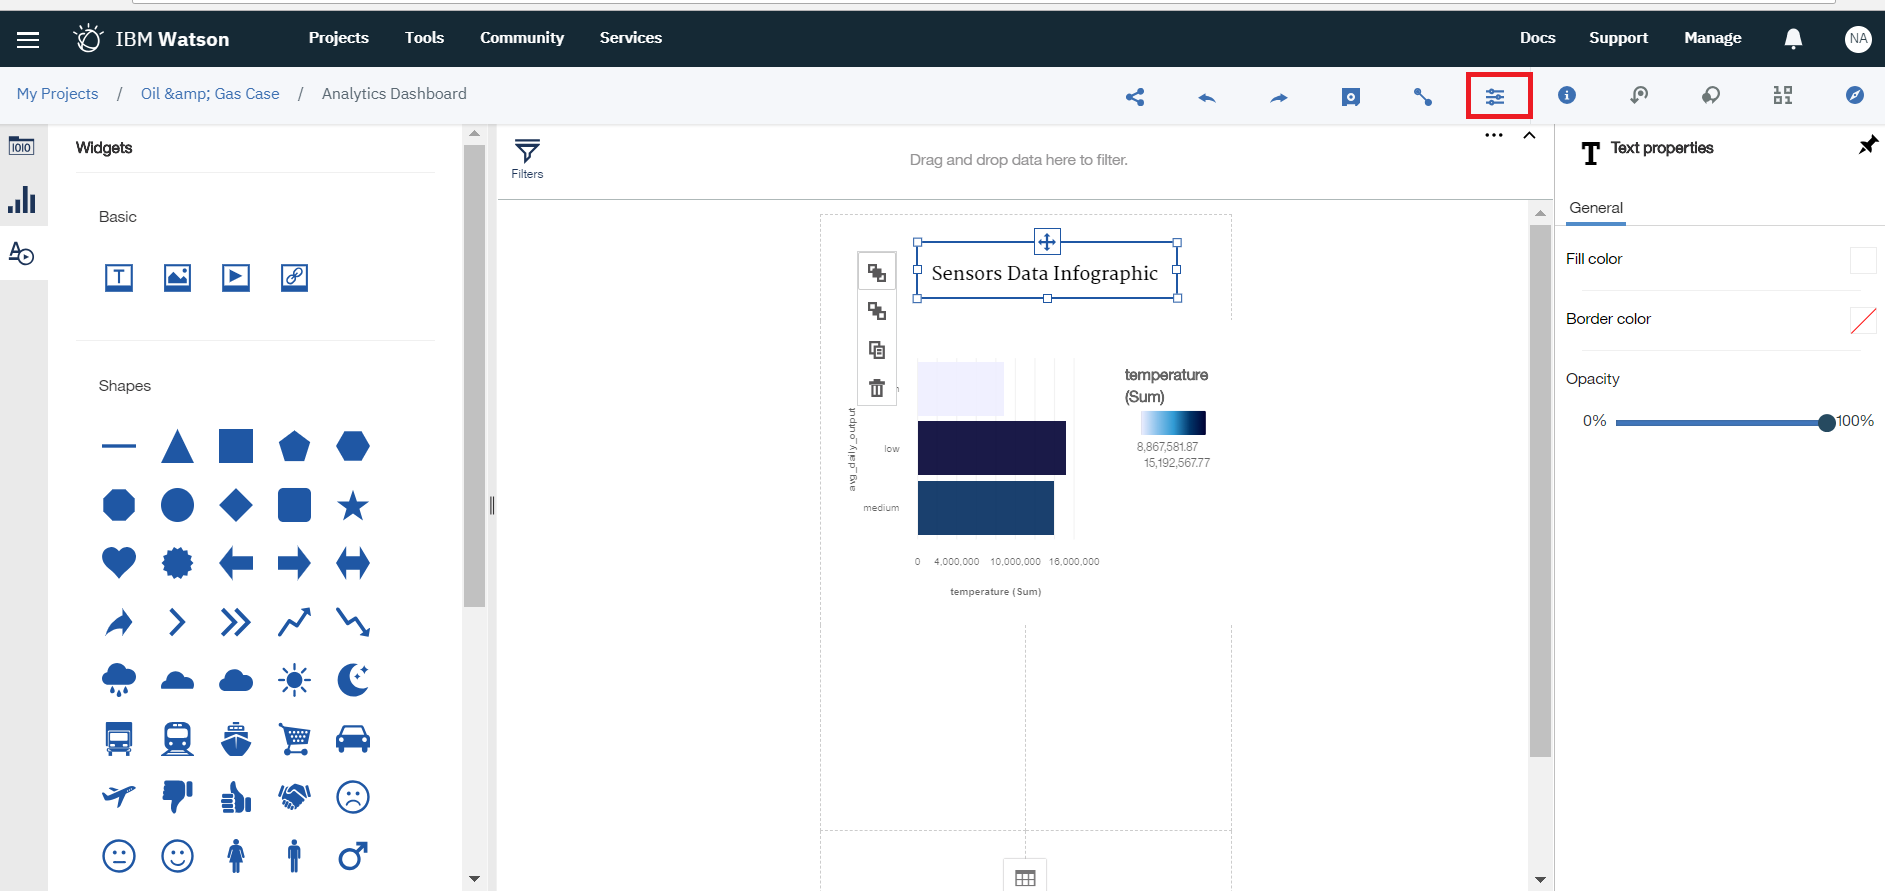 IBM Watson
Projects
Tools
Community
Services
Docs
Support
Manage
NA
My Projects / Oil &amp; Gas Case / Analytics Dashboard
Widgets
Basic
T
Shapes
Filters
Drag and drop data here to filter.
Sensors Data Infographic
avg_daily_output
low
medium
0
4,000,000
10,000,000
16,000,000
temperature (Sum)
temperature
(Sum)
8,867,581.87
15,192,567.77
T Text properties
General
Fill color
Border color
Opacity
0%
100%